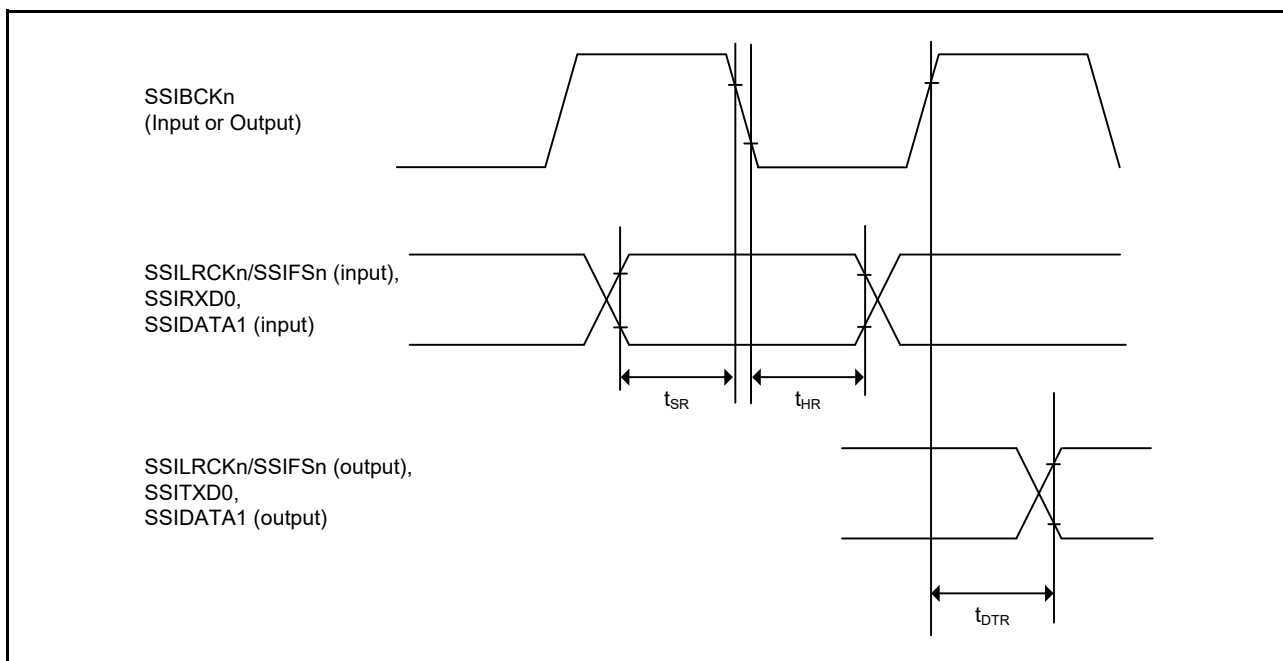 SSIBCKn
(Input or Output)
SSILRCKn/SSIFSn (input),
SSIRXD0,
SSIDATA1 (input)
tSR
tHR
SSILRCKn/SSIFSn (output),
SSITXD0,
SSIDATA1 (output)
tDTR